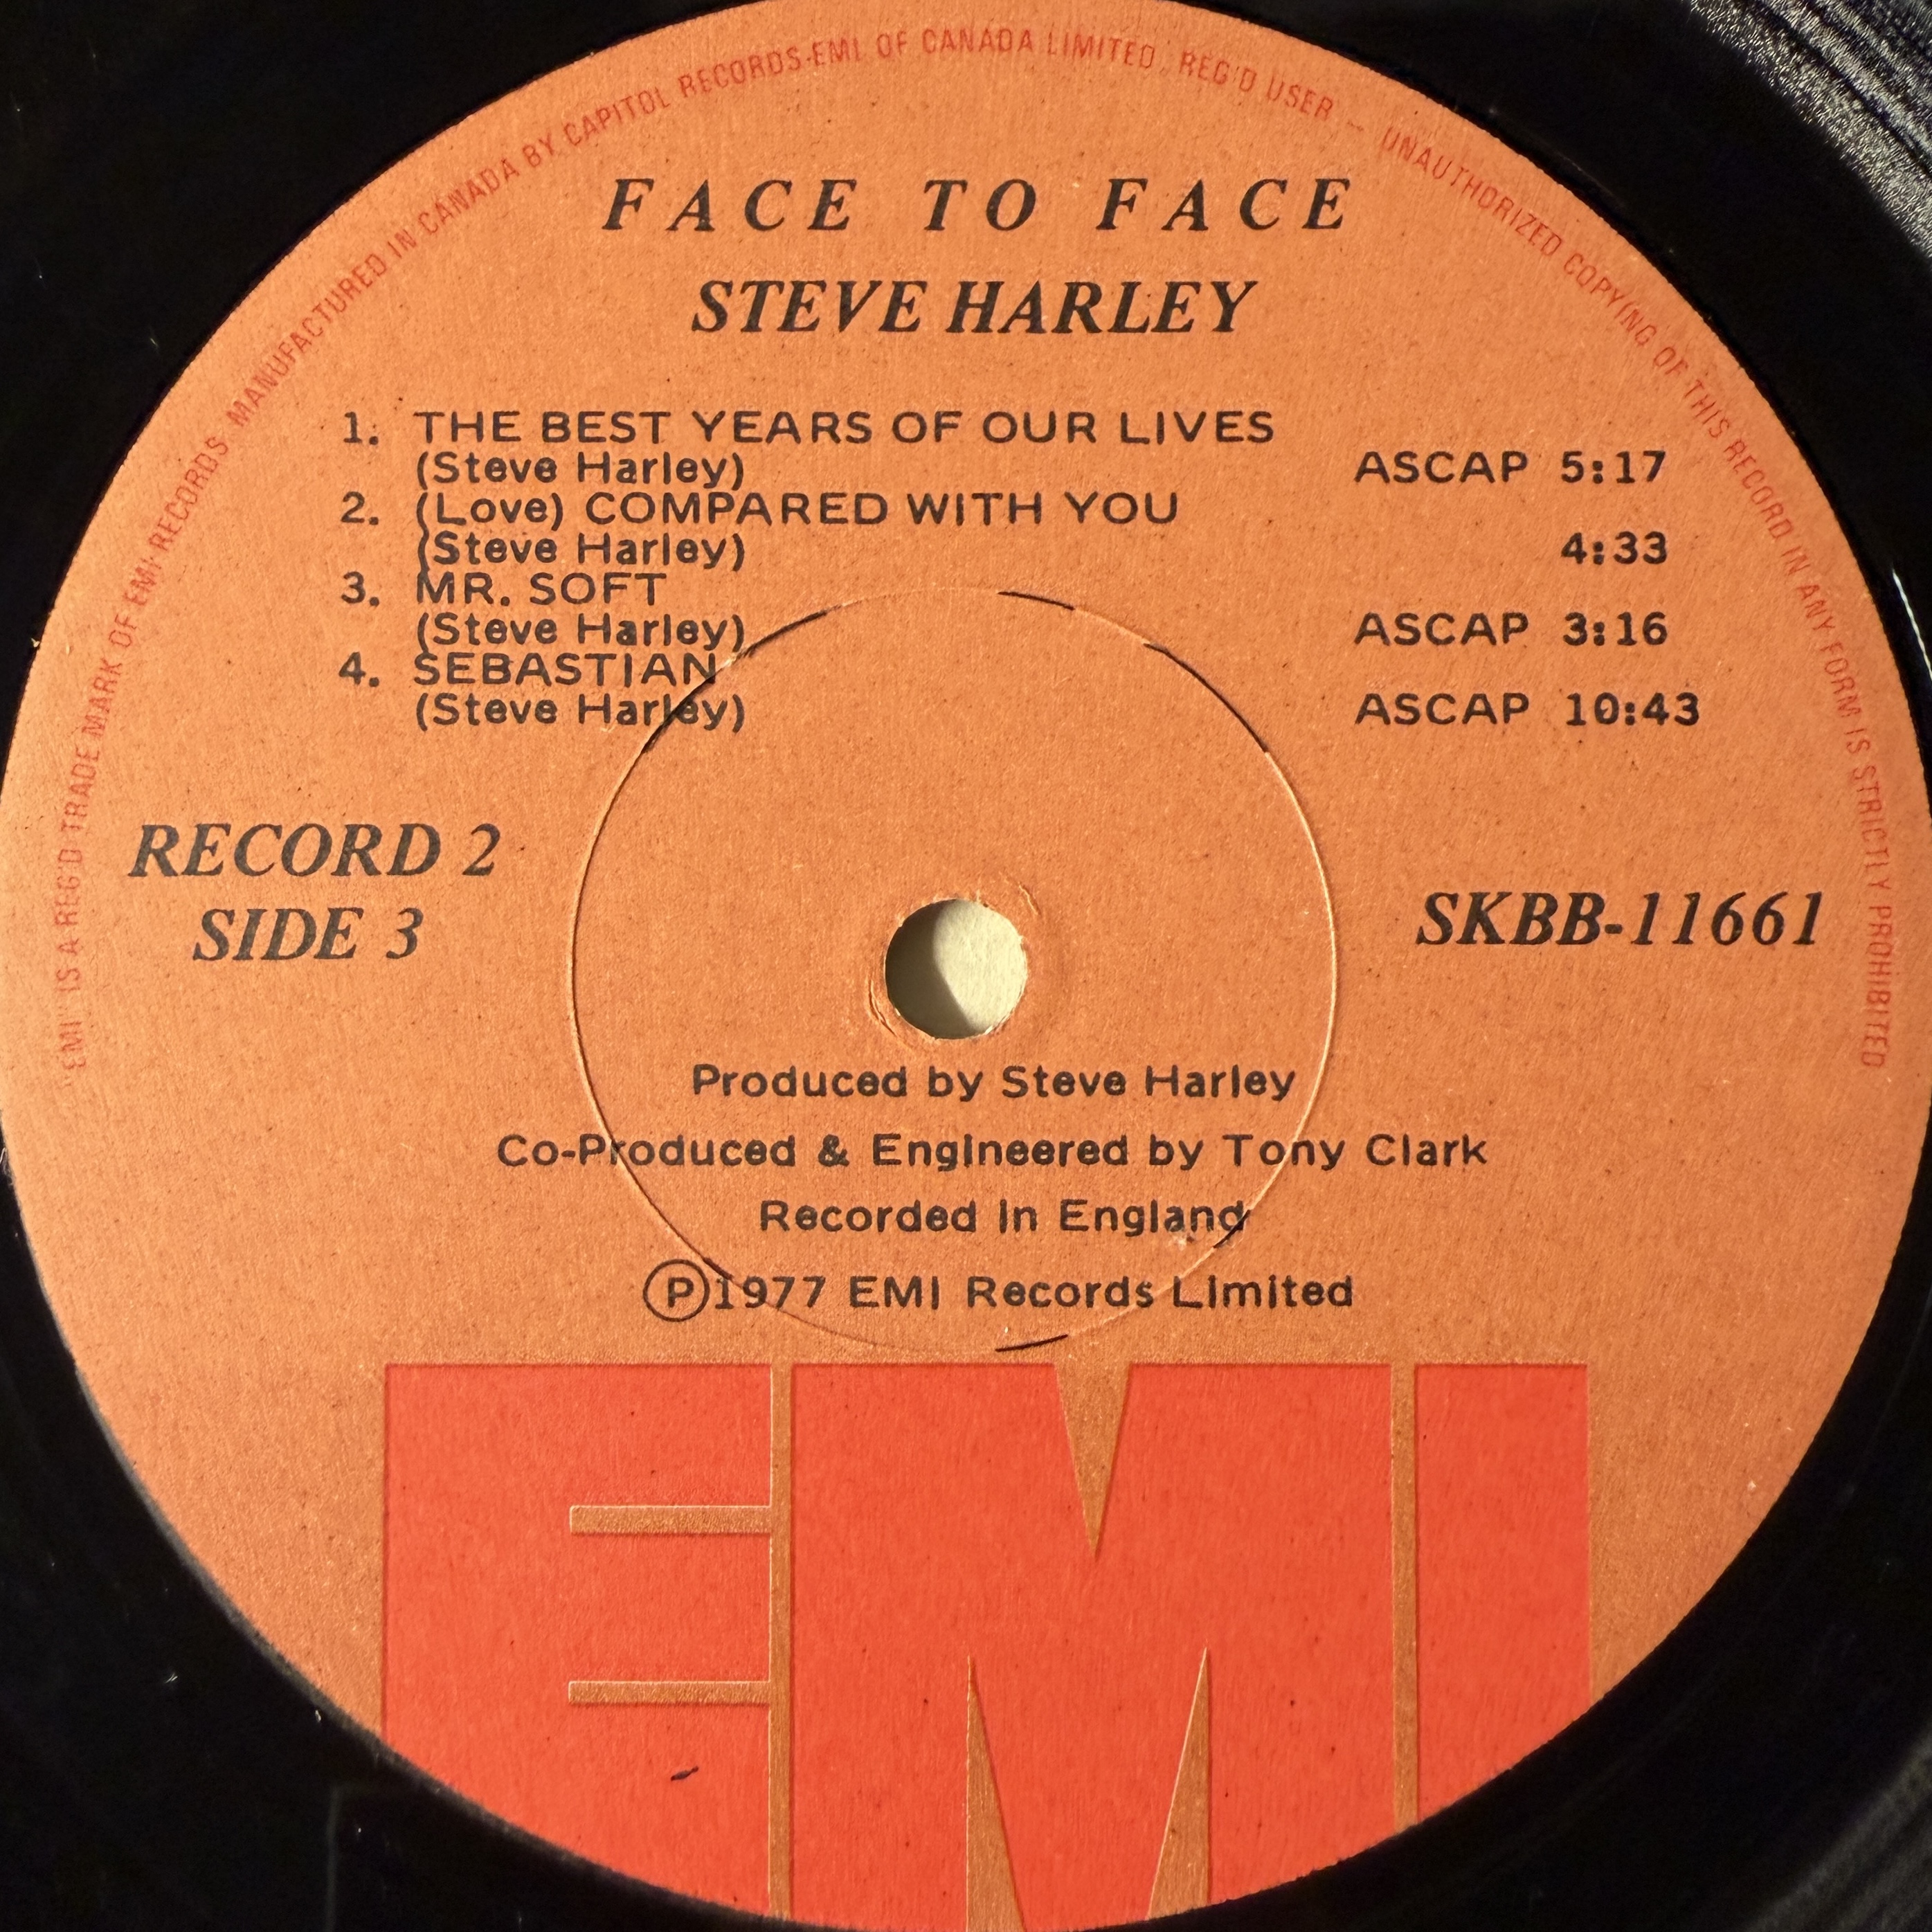 "EMI" IS A REG'D TRADE MARK OF EMI RECORDS. MANUFACTURED IN CANADA BY CAPITOL RECORDS-EMI OF CANADA LIMITED, REG'D USER – UNAUTHORIZED COPYING OF THIS RECORD IN ANY FORM IS STRICTLY PROHIBITED
FACE TO FACE
STEVE HARLEY
1. THE BEST YEARS OF OUR LIVES
(Steve Harley) ASCAP 5:17
2. (Love) COMPARED WITH YOU
(Steve Harley) 4:33
3. MR. SOFT
(Steve Harley) ASCAP 3:16
4. SEBASTIAN
(Steve Harley) ASCAP 10:43
RECORD 2
SIDE 3
SKBB-11661
Produced by Steve Harley
Co-Produced & Engineered by Tony Clark
Recorded in England
Ⓟ1977 EMI Records Limited
EMI